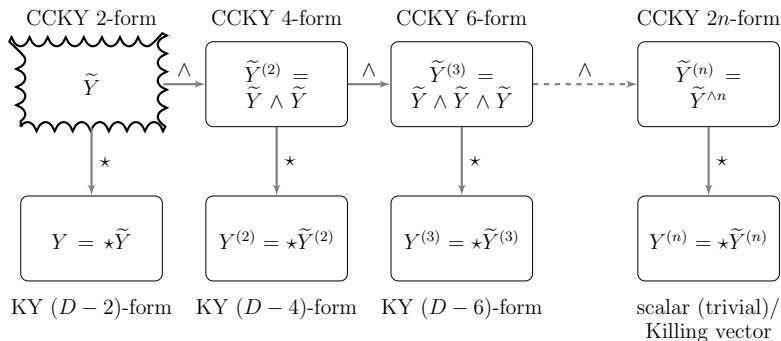 CCKY 2-form CCKY 4-form CCKY 6-form CCKY 2n-form
Ỹ ∧ Ỹ⁽²⁾ = ∧ Ỹ⁽³⁾ = ∧ Ỹ⁽ⁿ⁾ =
Ỹ ∧ Ỹ Ỹ ∧ Ỹ ∧ Ỹ Ỹ^∧n
⋆ ⋆ ⋆ ⋆
Y = ⋆Ỹ Y⁽²⁾ = ⋆Ỹ⁽²⁾ Y⁽³⁾ = ⋆Ỹ⁽³⁾ Y⁽ⁿ⁾ = ⋆Ỹ⁽ⁿ⁾
KY (D − 2)-form KY (D − 4)-form KY (D − 6)-form scalar (trivial)/
Killing vector